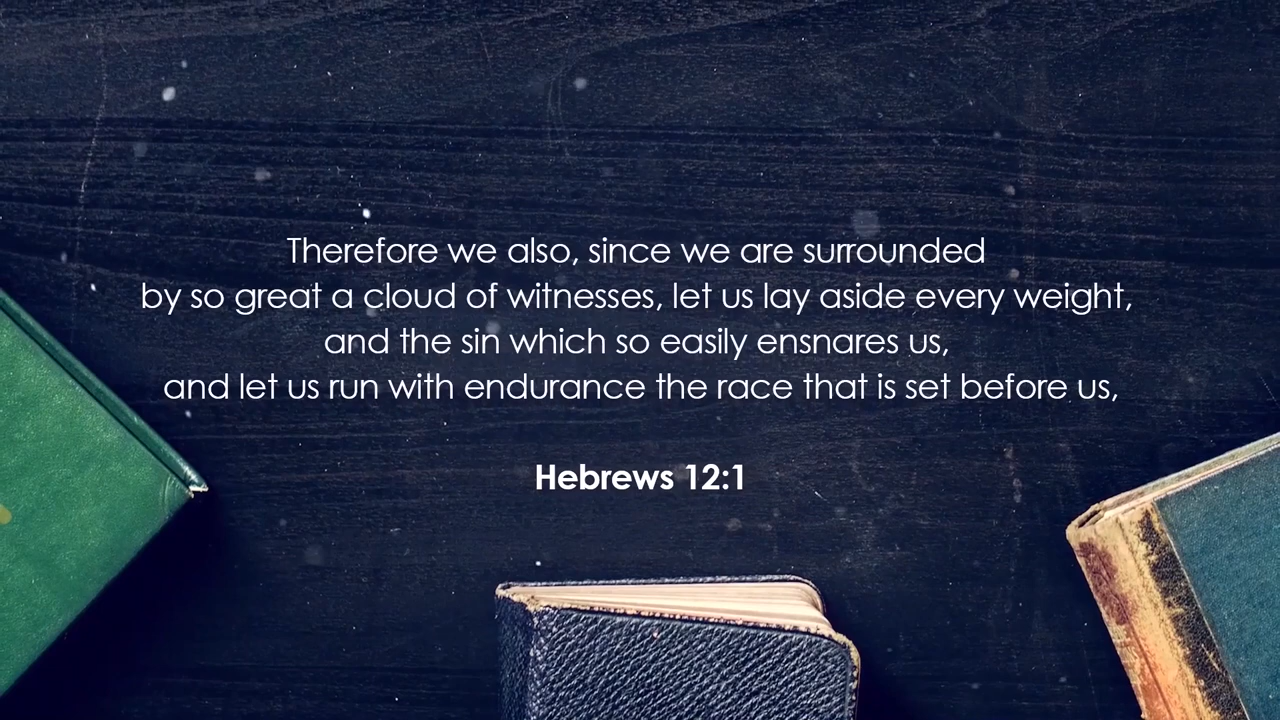 Therefore we also, since we are surrounded
by so great a cloud of witnesses, let us lay aside every weight,
and the sin which so easily ensnares us,
and let us run with endurance the race that is set before us,
Hebrews 12:1